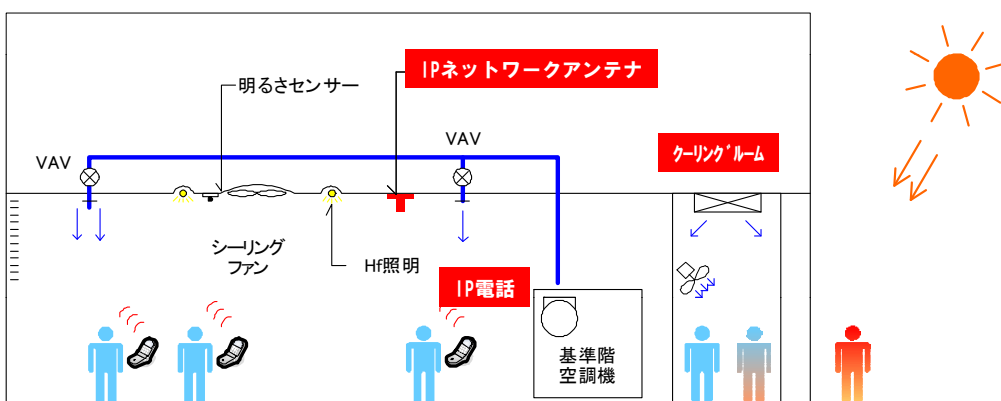 IPネットワークアンテナ
明るさセンサー
VAV
VAV
クーリングルーム
シーリング
ファン
Hf照明
IP電話
基準階
空調機